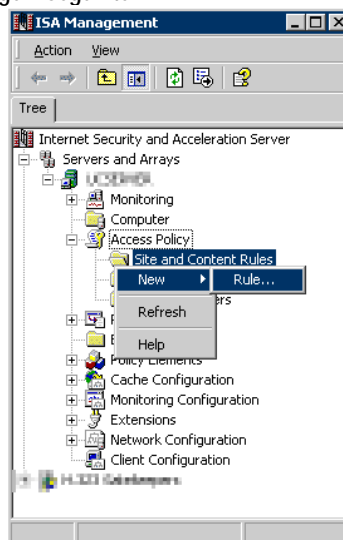 ISA Management
Action View
Tree
Internet Security and Acceleration Server
Servers and Arrays
Monitoring
Computer
Access Policy
Site and Content Rules
New Rule...
Refresh
Help
Policy Elements
Cache Configuration
Monitoring Configuration
Extensions
Network Configuration
Client Configuration